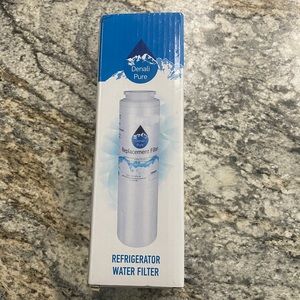 Denali
Pure
Replacement Filter
REFRIGERATOR
WATER FILTER